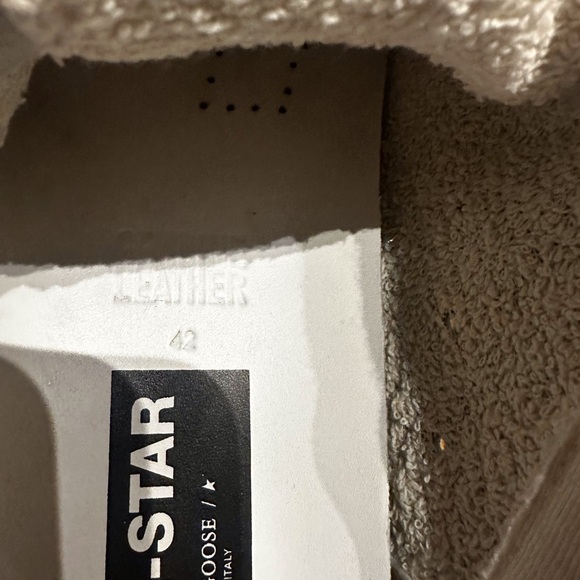 LEATHER
42
-STAR
GOOSE / ★
ITALY